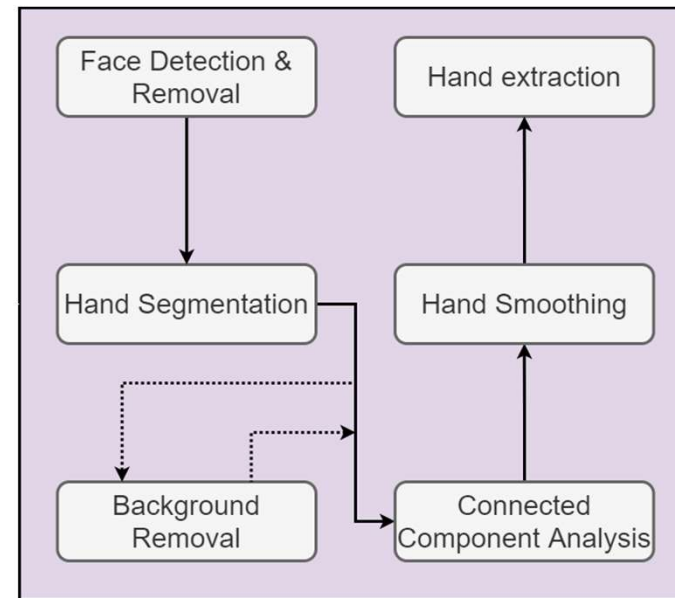 Face Detection &
Removal
Hand extraction
Hand Segmentation
Hand Smoothing
Background
Removal
Connected
Component Analysis